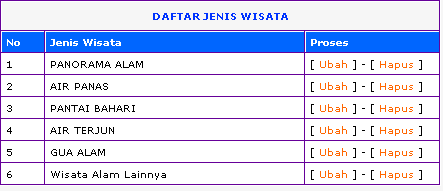 DAFTAR JENIS WISATA
No Jenis Wisata Proses
1 PANORAMA ALAM [ Ubah ] - [ Hapus ]
2 AIR PANAS [ Ubah ] - [ Hapus ]
3 PANTAI BAHARI [ Ubah ] - [ Hapus ]
4 AIR TERJUN [ Ubah ] - [ Hapus ]
5 GUA ALAM [ Ubah ] - [ Hapus ]
6 Wisata Alam Lainnya [ Ubah ] - [ Hapus ]